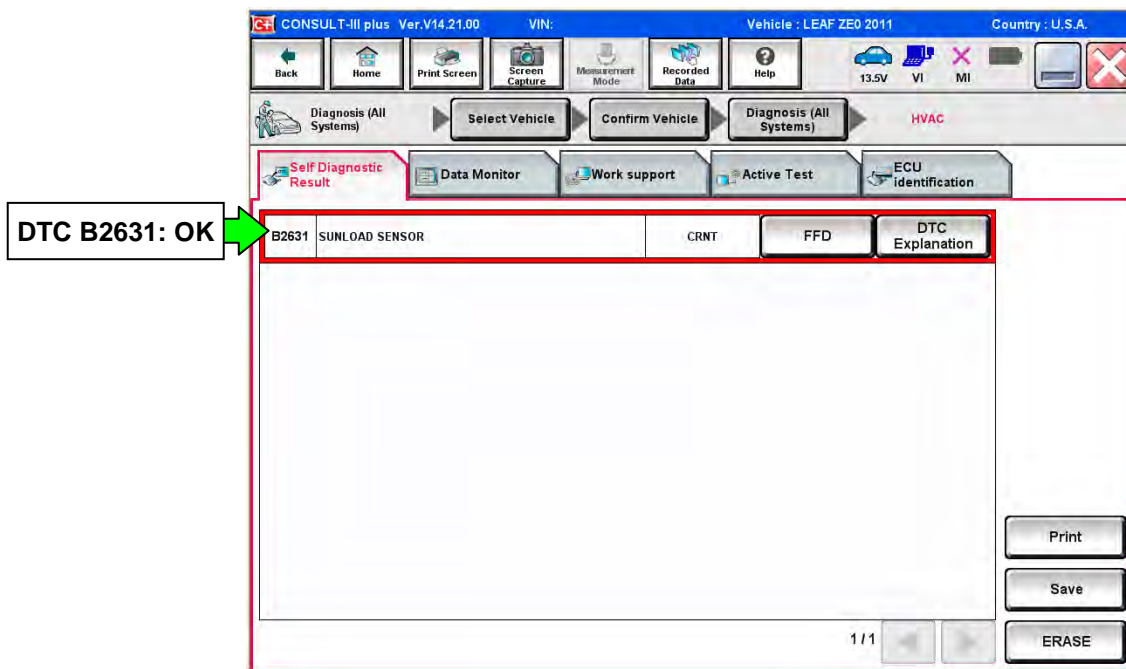 C+ CONSULT-III plus Ver.V14.21.00 VIN: Vehicle : LEAF ZE0 2011 Country : U.S.A.
Back
Home
Print Screen
Screen
Capture
Measurement
Mode
Recorded
Data
Help
13.5V
VI
MI
Diagnosis (All
Systems)
Select Vehicle
Confirm Vehicle
Diagnosis (All
Systems)
HVAC
Self Diagnostic
Result
Data Monitor
Work support
Active Test
ECU
identification
DTC B2631: OK
B2631 SUNLOAD SENSOR CRNT
FFD
DTC
Explanation
Print
Save
1/1
ERASE